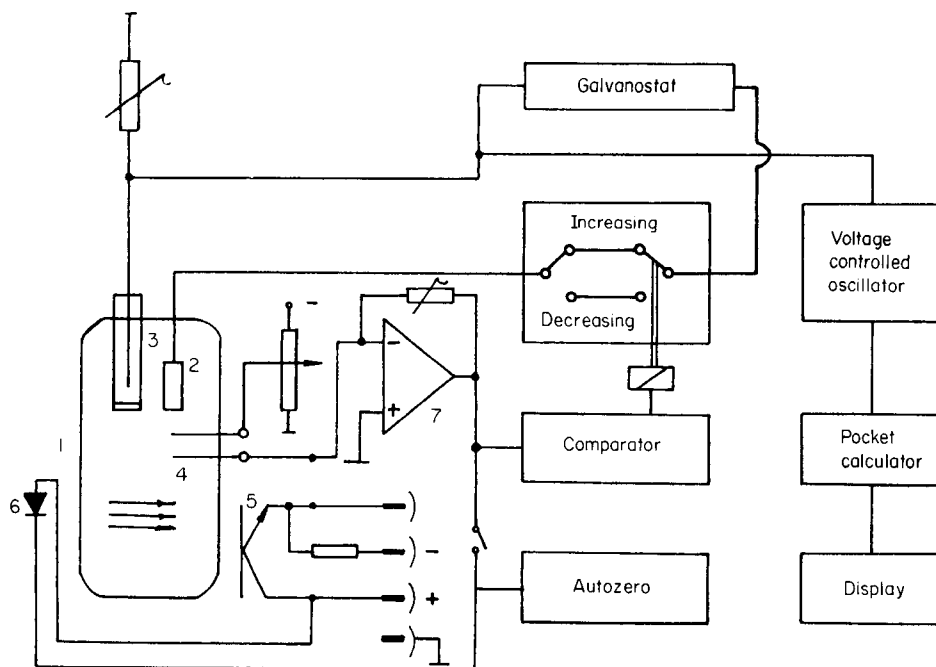 Galvanostat
Increasing
Decreasing
Voltage
controlled
oscillator
3
2
-
-
+
7
1
4
Comparator
Pocket
calculator
6
5
-
+
Autozero
Display